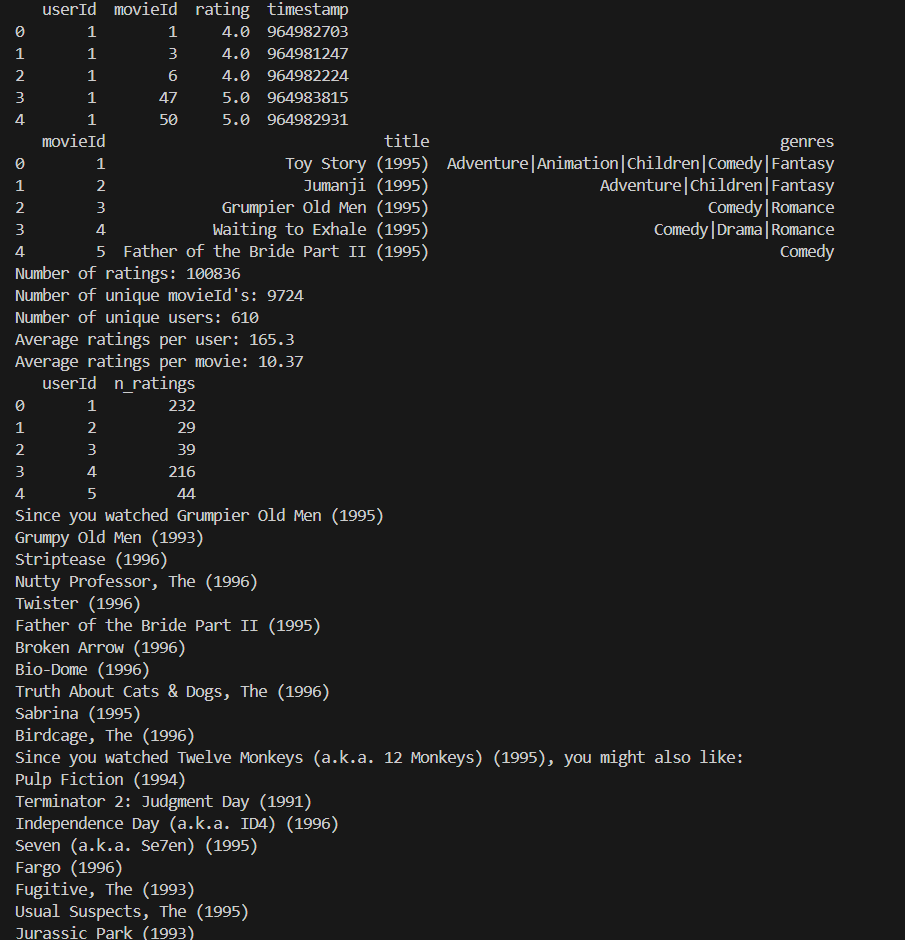 userId movieId rating timestamp
0 1 1 4.0 964982703
1 1 3 4.0 964981247
2 1 6 4.0 964982224
3 1 47 5.0 964983815
4 1 50 5.0 964982931
movieId title genres
0 1 Toy Story (1995) Adventure|Animation|Children|Comedy|Fantasy
1 2 Jumanji (1995) Adventure|Children|Fantasy
2 3 Grumpier Old Men (1995) Comedy|Romance
3 4 Waiting to Exhale (1995) Comedy|Drama|Romance
4 5 Father of the Bride Part II (1995) Comedy
Number of ratings: 100836
Number of unique movieId's: 9724
Number of unique users: 610
Average ratings per user: 165.3
Average ratings per movie: 10.37
userId n_ratings
0 1 232
1 2 29
2 3 39
3 4 216
4 5 44
Since you watched Grumpier Old Men (1995)
Grumpy Old Men (1993)
Striptease (1996)
Nutty Professor, The (1996)
Twister (1996)
Father of the Bride Part II (1995)
Broken Arrow (1996)
Bio-Dome (1996)
Truth About Cats & Dogs, The (1996)
Sabrina (1995)
Birdcage, The (1996)
Since you watched Twelve Monkeys (a.k.a. 12 Monkeys) (1995), you might also like:
Pulp Fiction (1994)
Terminator 2: Judgment Day (1991)
Independence Day (a.k.a. ID4) (1996)
Seven (a.k.a. Se7en) (1995)
Fargo (1996)
Fugitive, The (1993)
Usual Suspects, The (1995)
Jurassic Park (1993)